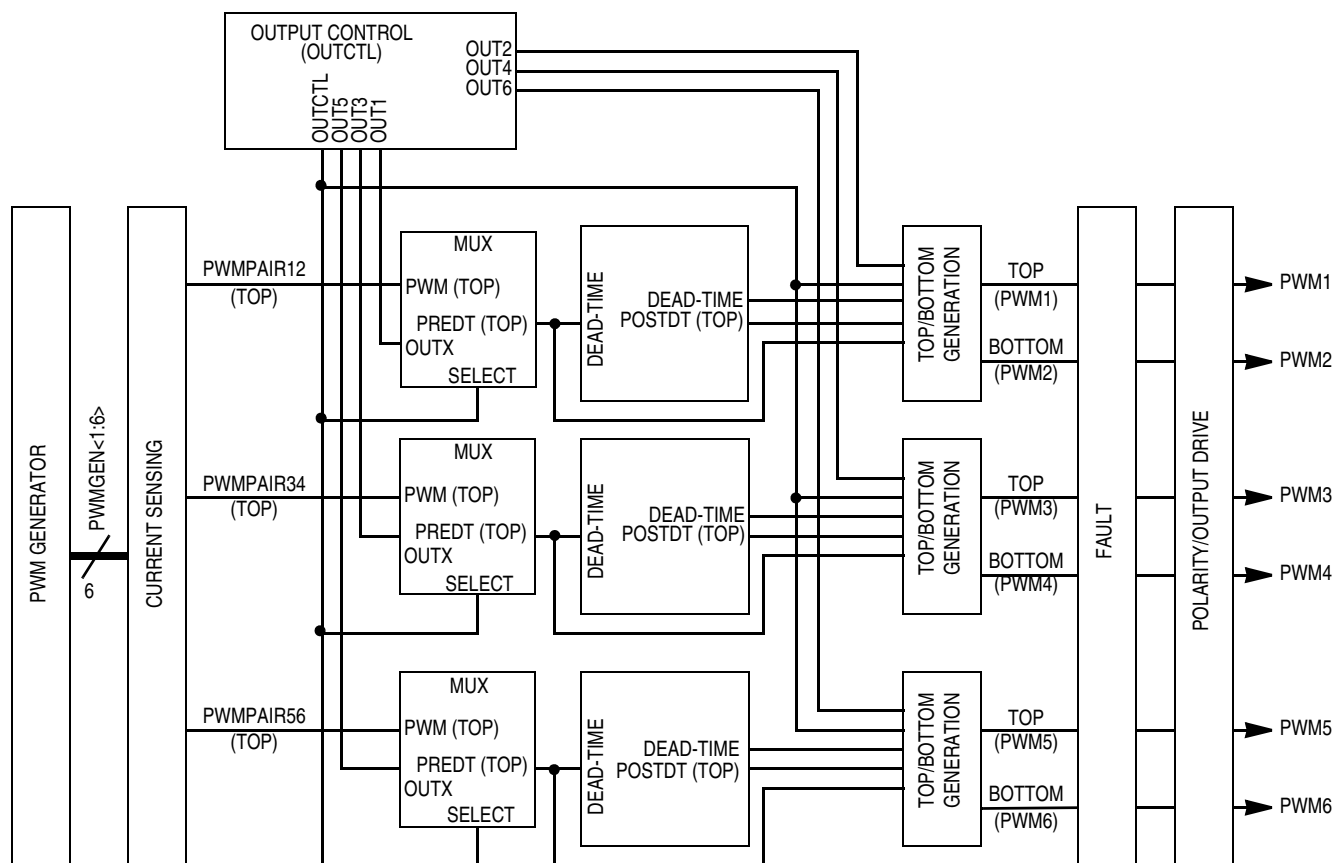 OUTPUT CONTROL
(OUTCTL)
OUT2
OUT4
OUT6
OUTCTL
OUT5
OUT3
OUT1
PWM GENERATOR
PWMGEN<1:6>
6
CURRENT SENSING
PWMPAIR12
(TOP)
MUX
PWM (TOP)
PREDT (TOP)
OUTX
SELECT
DEAD-TIME
DEAD-TIME
POSTDT (TOP)
TOP/BOTTOM
GENERATION
TOP
(PWM1)
BOTTOM
(PWM2)
PWMPAIR34
(TOP)
MUX
PWM (TOP)
PREDT (TOP)
OUTX
SELECT
DEAD-TIME
DEAD-TIME
POSTDT (TOP)
TOP/BOTTOM
GENERATION
TOP
(PWM3)
BOTTOM
(PWM4)
PWMPAIR56
(TOP)
MUX
PWM (TOP)
PREDT (TOP)
OUTX
SELECT
DEAD-TIME
DEAD-TIME
POSTDT (TOP)
TOP/BOTTOM
GENERATION
TOP
(PWM5)
BOTTOM
(PWM6)
FAULT
POLARITY/OUTPUT DRIVE
PWM1
PWM2
PWM3
PWM4
PWM5
PWM6